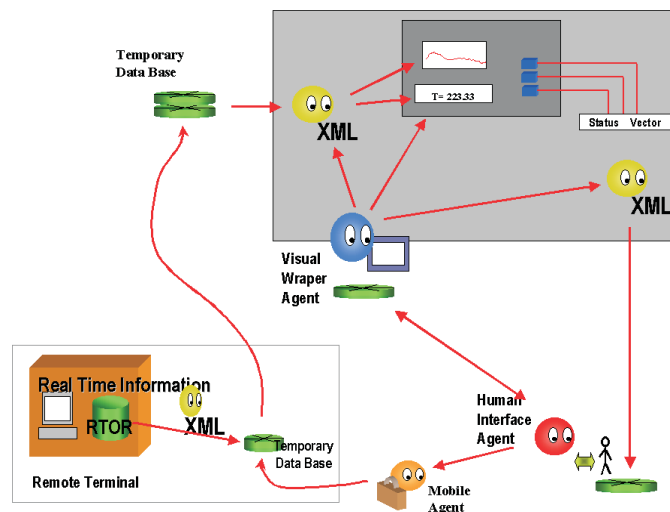 Temporary
Data Base
T= 223.33
XML
Status Vector
XML
Visual
Wraper
Agent
Real Time Information
RTOR
XML
Temporary
Data Base
Remote Terminal
Human
Interface
Agent
Mobile
Agent